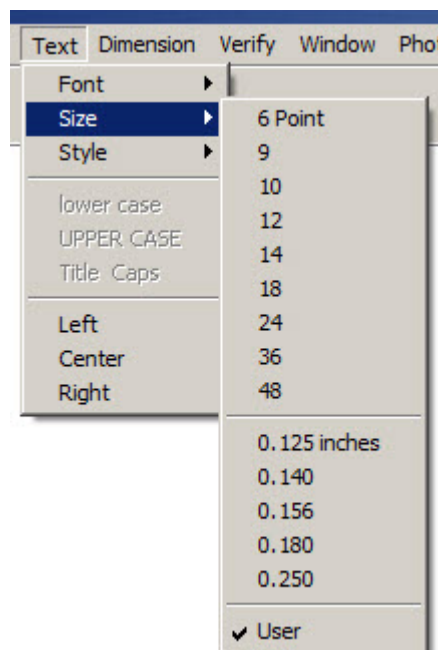 Text Dimension Verify Window Pho
Font
Size
Style
lower case
UPPER CASE
Title Caps
Left
Center
Right
6 Point
9
10
12
14
18
24
36
48
0.125 inches
0.140
0.156
0.180
0.250
User